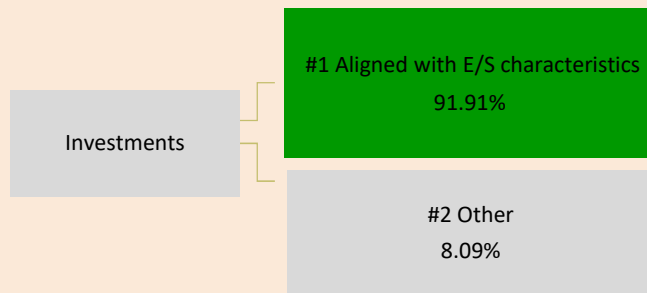 #1 Aligned with E/S characteristics
91.91%
Investments
#2 Other
8.09%